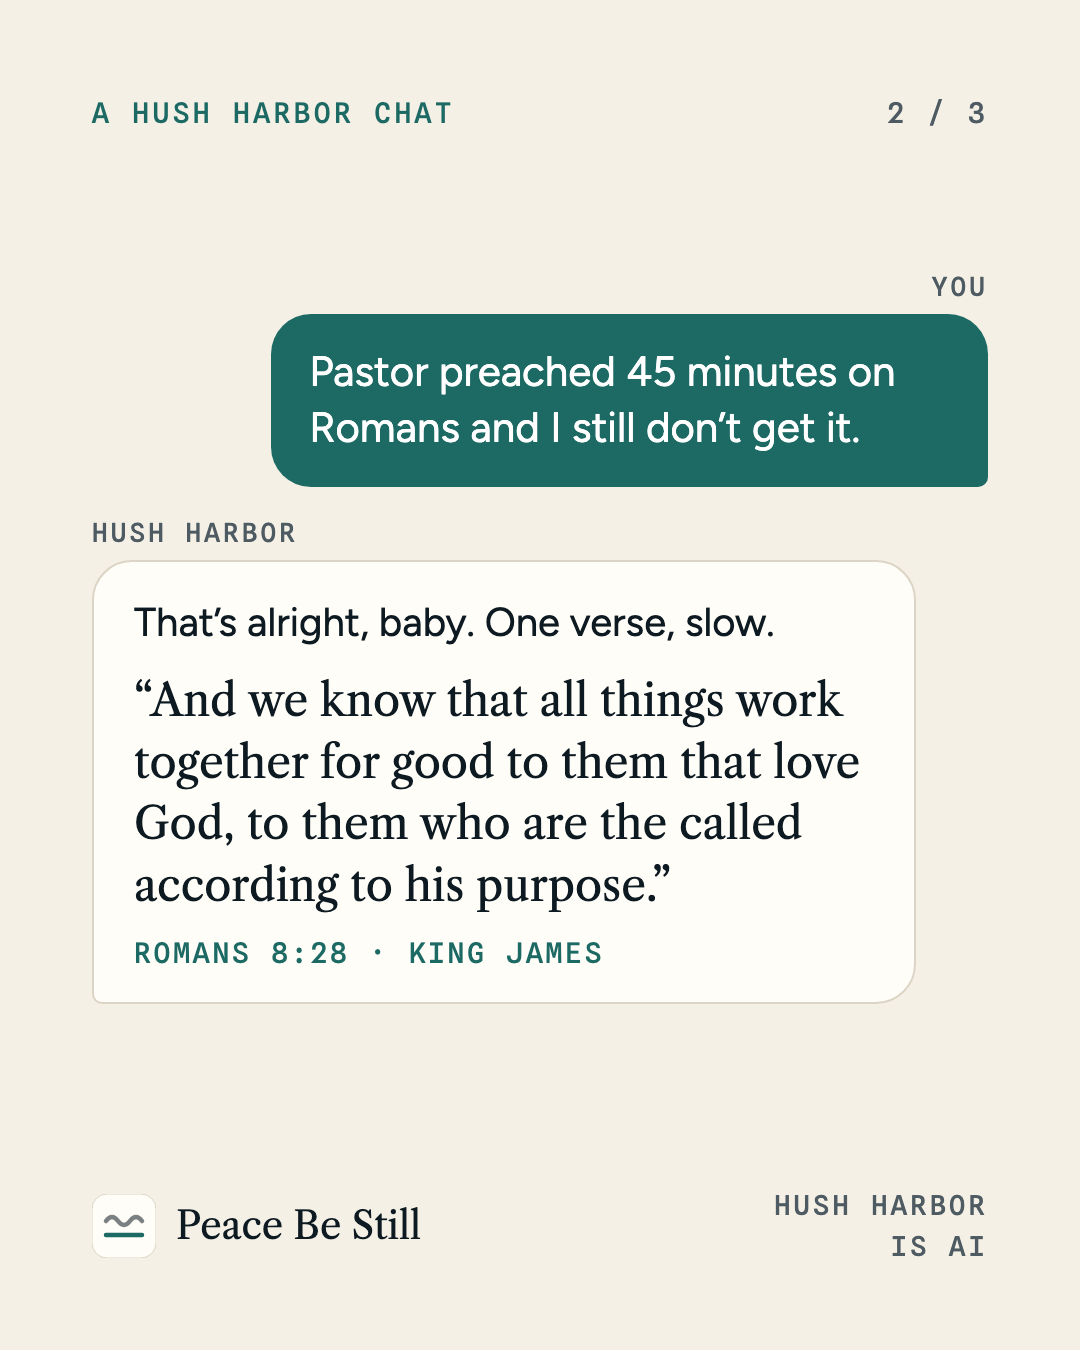 A HUSH HARBOR CHAT
2 / 3
YOU
Pastor preached 45 minutes on
Romans and I still don’t get it.
HUSH HARBOR
That’s alright, baby. One verse, slow.
“And we know that all things work
together for good to them that love
God, to them who are the called
according to his purpose.”
ROMANS 8:28 · KING JAMES
Peace Be Still
HUSH HARBOR
IS AI